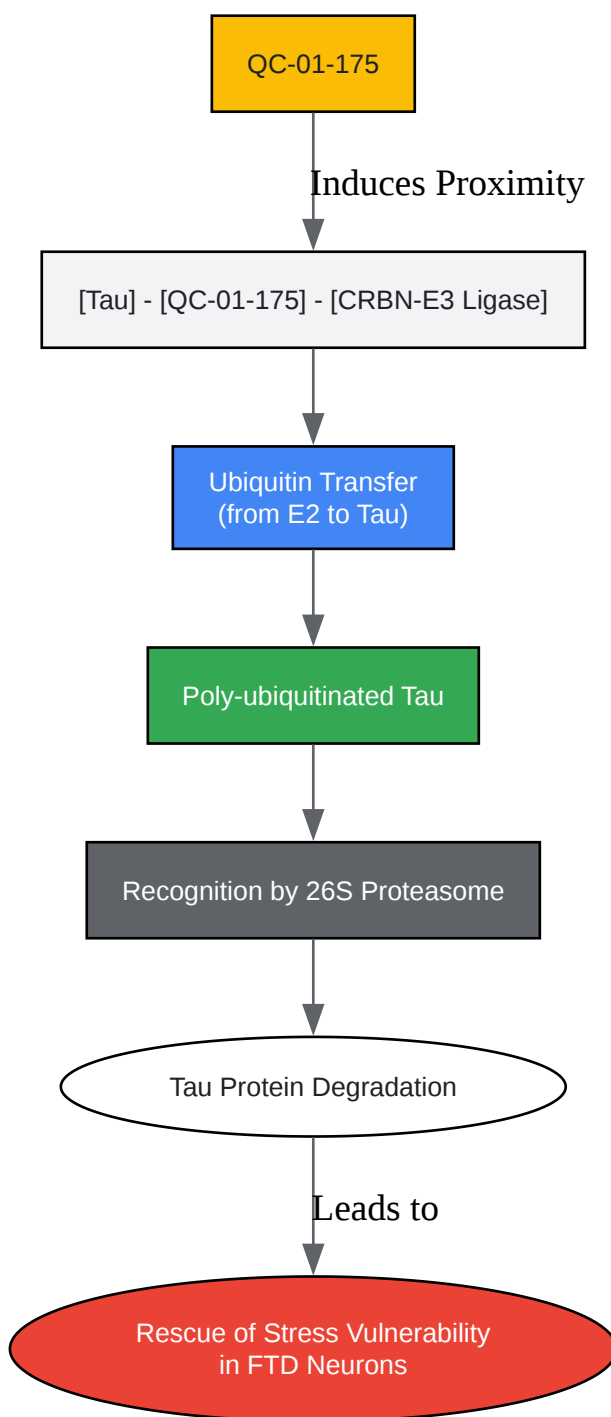 QC-01-175
Induces Proximity
[Tau] - [QC-01-175] - [CRBN-E3 Ligase]
Ubiquitin Transfer
(from E2 to Tau)
Poly-ubiquitinated Tau
Recognition by 26S Proteasome
Tau Protein Degradation
Leads to
Rescue of Stress Vulnerability
in FTD Neurons